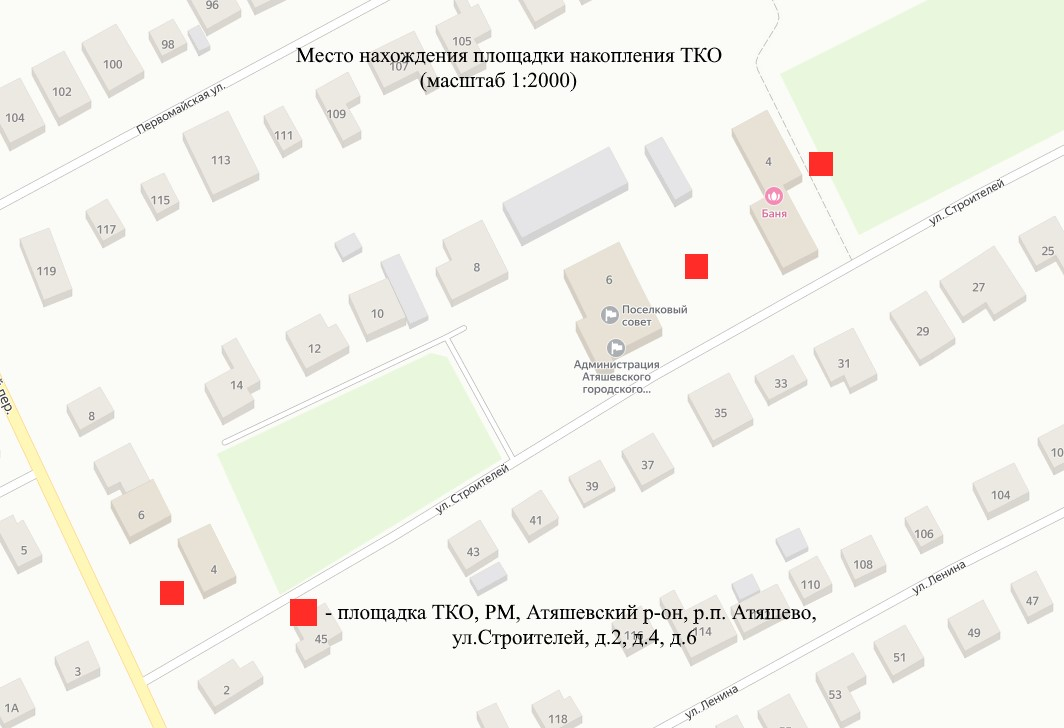 96
98
105
Место нахождения площадки накопления ТКО
(масштаб 1:2000)
100
107
102
104
Первомайская ул.
109
111
113
4
115
Баня
ул. Строителей
117
25
119
8
6
27
10
Поселковый
совет
29
12
Администрация
Атяшевского
городского...
31
14
33
пер.
8
35
37
10
ул. Строителей
39
104
6
41
106
5
43
108
4
110
ул. Ленина
47
- площадка ТКО, РМ, Атяшевский р-он, р.п. Атяшево,
ул.Строителей, д.2, д.4, д.6
45
116
114
49
51
3
2
53
ул. Ленина
1А
118